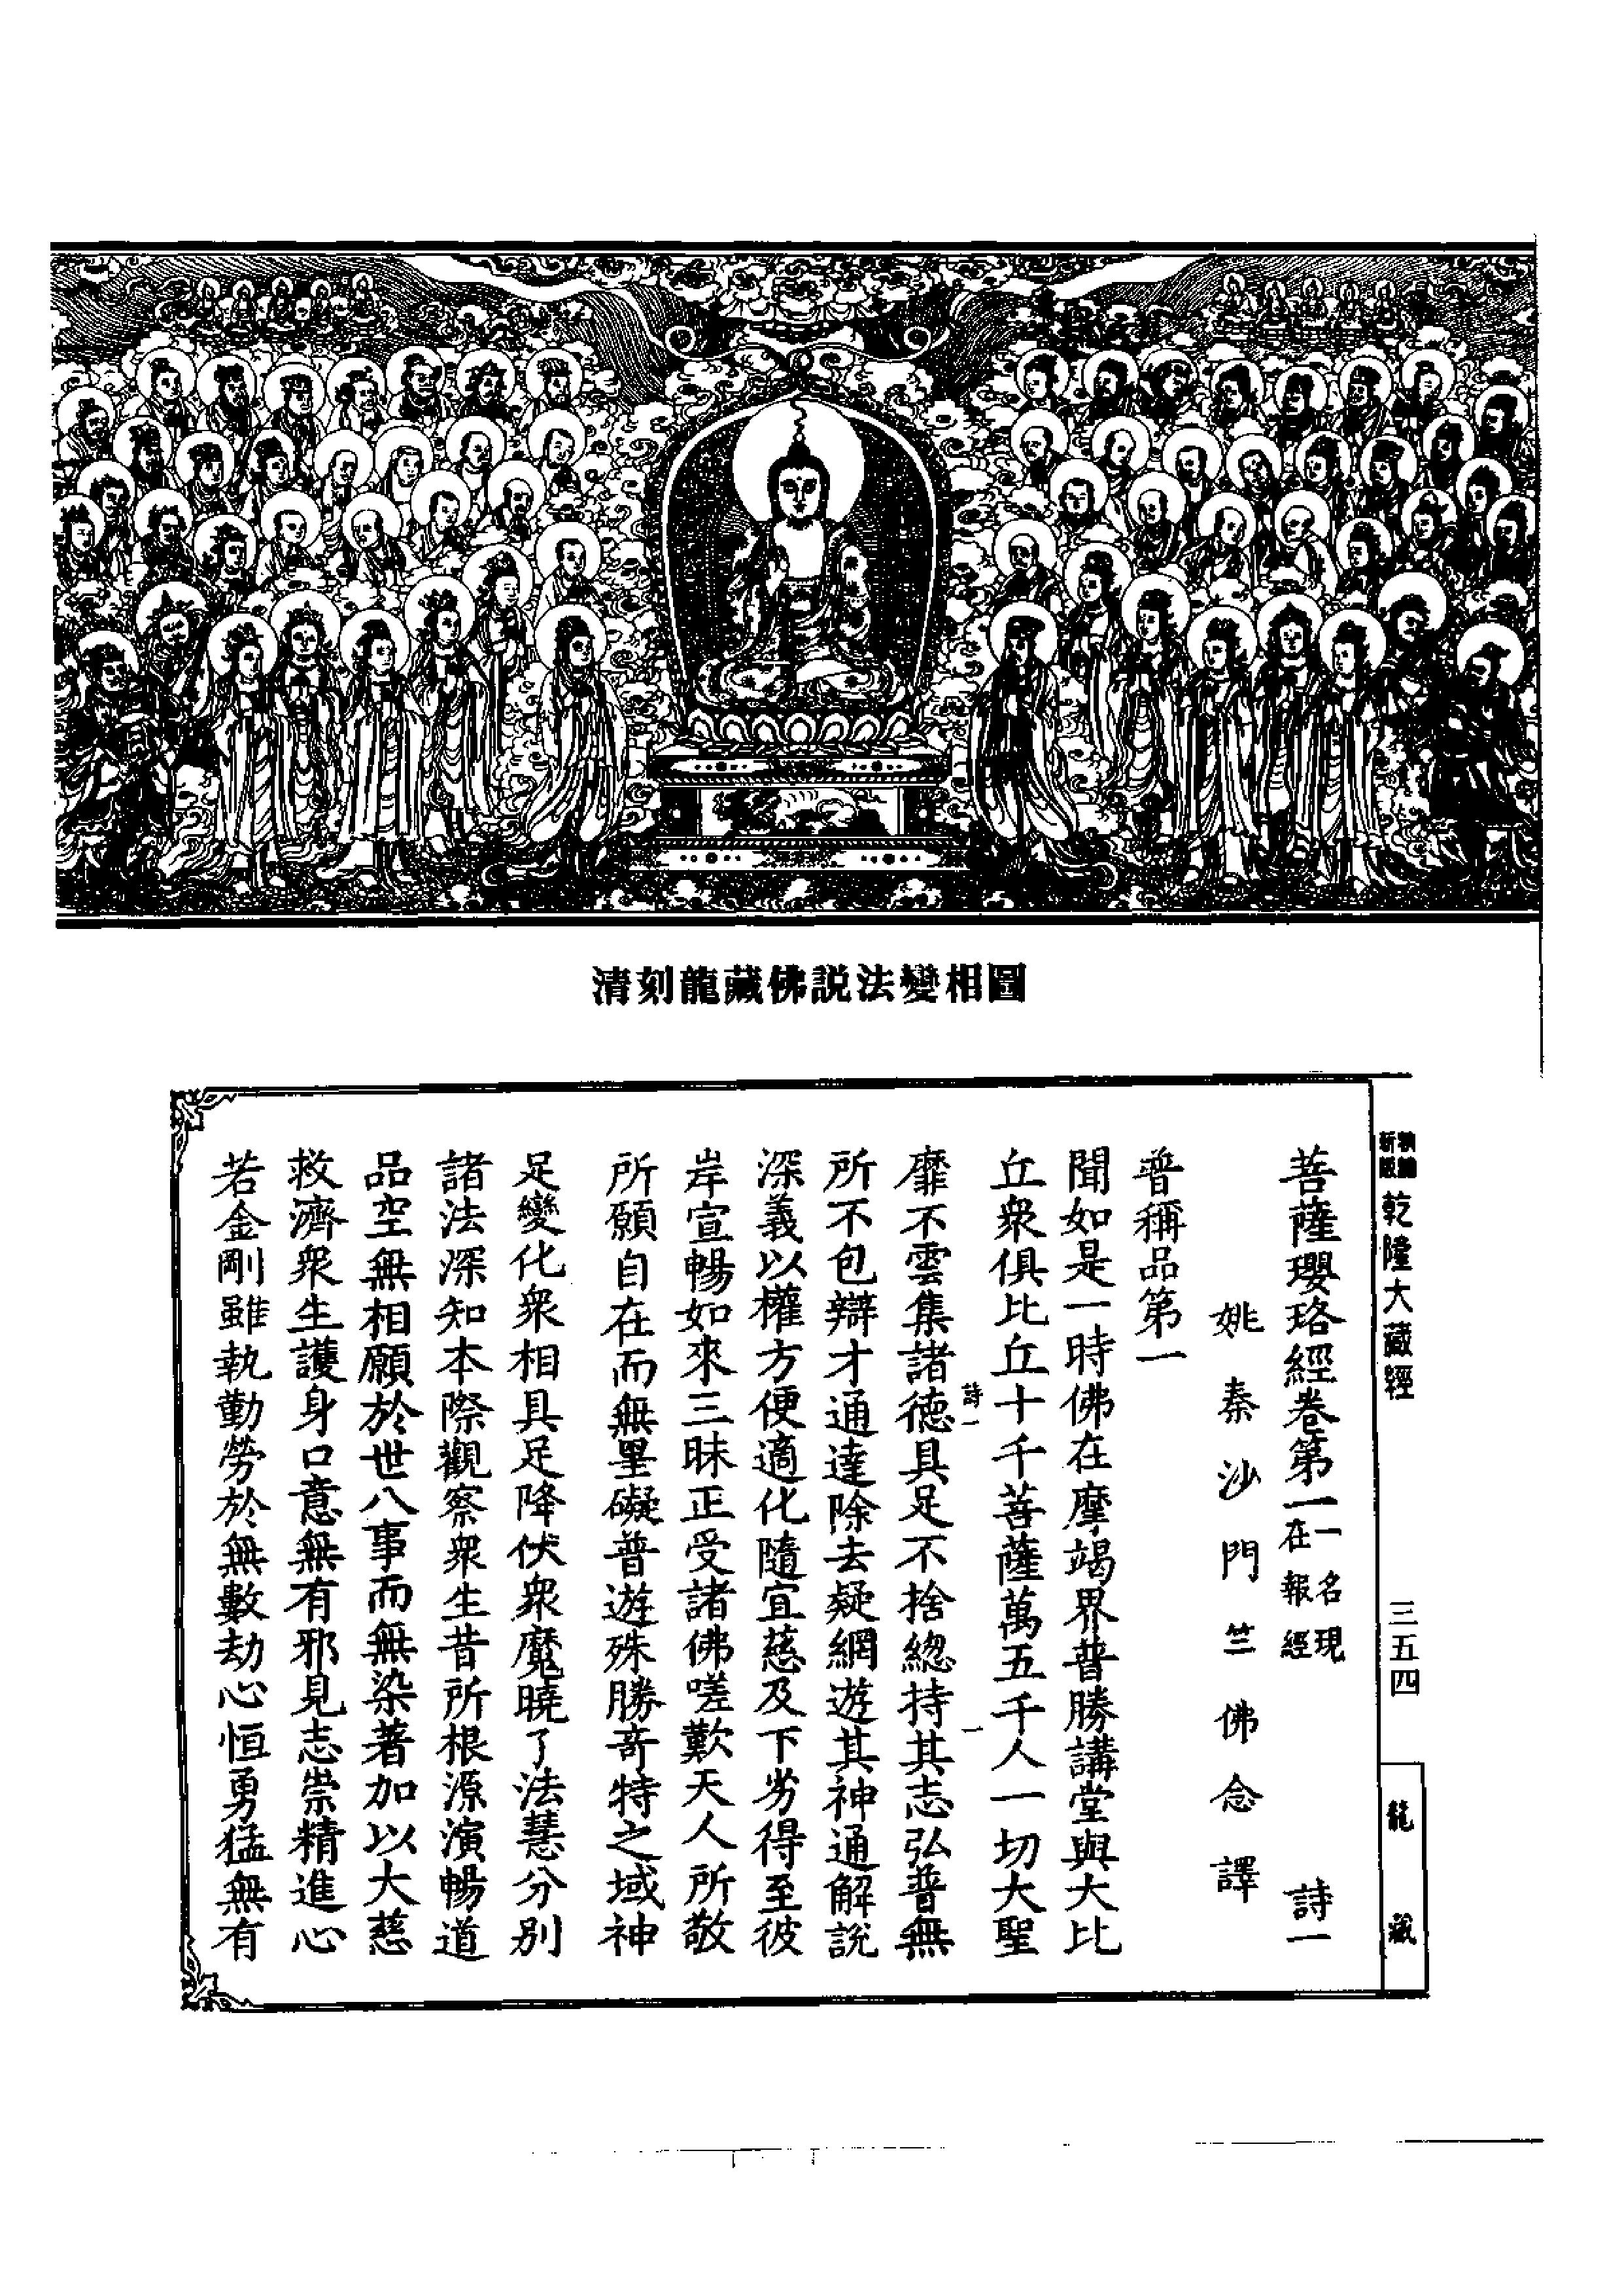 清刻龍藏佛説法變相圖
新編
新版
乾隆大藏經
三五四
龍藏
菩薩瓔珞經卷第一一名現在報經 詩一
姚秦沙門竺佛念譯
普稱品第一
聞如是一時佛在摩竭界普勝講堂與大比
丘衆俱比丘十千菩薩萬五千人一切大聖
靡不雲集諸德具足不捨緫持其志弘普無
詩一
一
所不包辯才通達除去疑網遊其神通解說
深義以權方便適化隨宜慈及下劣得至彼
岸宣暢如來三昧正受諸佛嗟歎天人所敬
所願自在而無罣礙普遊殊勝竒特之域神
足變化衆相具足降伏衆魔曉了法慧分别
諸法深知本際觀察衆生昔所根源演暢道
品空無相願於世八事而無染著加以大慈
救濟衆生護身口意無有邪見志崇精進心
若金剛雖執勤勞於無數劫心恒勇猛無有